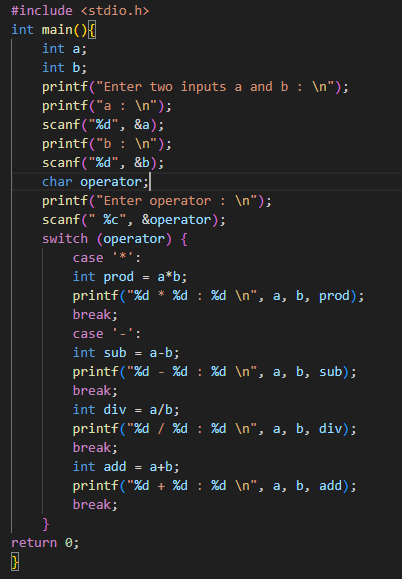 #include <stdio.h>
int main(){
    int a;
    int b;
    printf("Enter two inputs a and b : \n");
    printf("a : \n");
    scanf("%d", &a);
    printf("b : \n");
    scanf("%d", &b);
    char operator;
    printf("Enter operator : \n");
    scanf(" %c", &operator);
    switch (operator) {
        case '*':
        int prod = a*b;
        printf("%d * %d : %d \n", a, b, prod);
        break;
        case '-':
        int sub = a-b;
        printf("%d - %d : %d \n", a, b, sub);
        break;
        int div = a/b;
        printf("%d / %d : %d \n", a, b, div);
        break;
        int add = a+b;
        printf("%d + %d : %d \n", a, b, add);
        break;
    }
return 0;
}